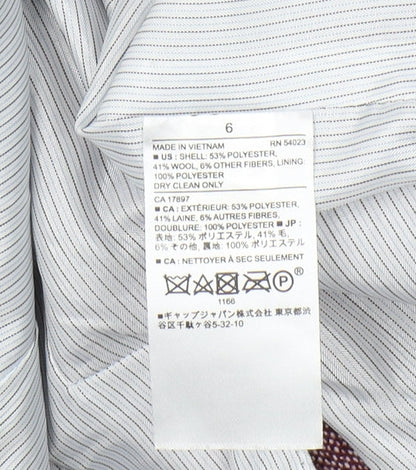 6
MADE IN VIETNAM RN 54023
■ US : SHELL: 53% POLYESTER,
41% WOOL, 6% OTHER FIBERS, LINING:
100% POLYESTER
DRY CLEAN ONLY
CA 17897
■ CA : EXTÉRIEUR: 53% POLYESTER,
41% LAINE, 6% AUTRES FIBRES,
DOUBLURE: 100% POLYESTER ■ JP :
表地: 53% ポリエステル, 41% 毛,
6% その他, 裏地: 100% ポリエステル
■ CA : NETTOYER À SEC SEULEMENT
P ®
1166
■ギャップジャパン株式会社 東京都渋
谷区千駄ヶ谷5-32-10